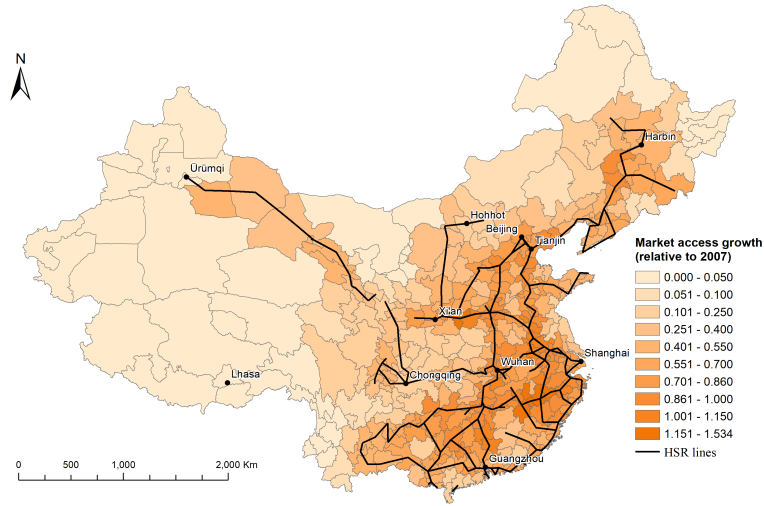 N
Harbin
Ürümqi
Hohhot
Beijing
Tianjin
Xi'an
Shanghai
Wuhan
Chongqing
Lhasa
Guangzhou
Market access growth
(relative to 2007)
0.000 - 0.050
0.051 - 0.100
0.101 - 0.250
0.251 - 0.400
0.401 - 0.550
0.551 - 0.700
0.701 - 0.860
0.861 - 1.000
1.001 - 1.150
1.151 - 1.534
HSR lines
0 500 1,000 2,000 Km